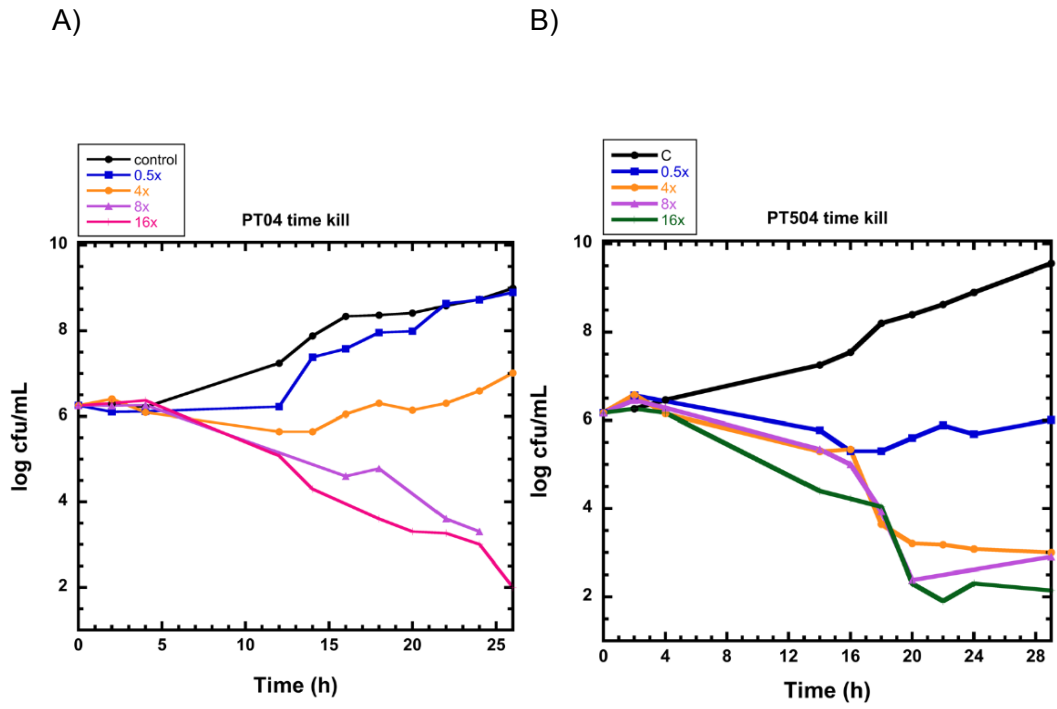 A)
control
0.5x
4x
8x
16x
PT04 time kill
10
8
6
4
2
log cfu/mL
0 5 10 15 20 25
Time (h)
B)
C
0.5x
4x
8x
16x
PT504 time kill
10
8
6
4
2
log cfu/mL
0 4 8 12 16 20 24 28
Time (h)